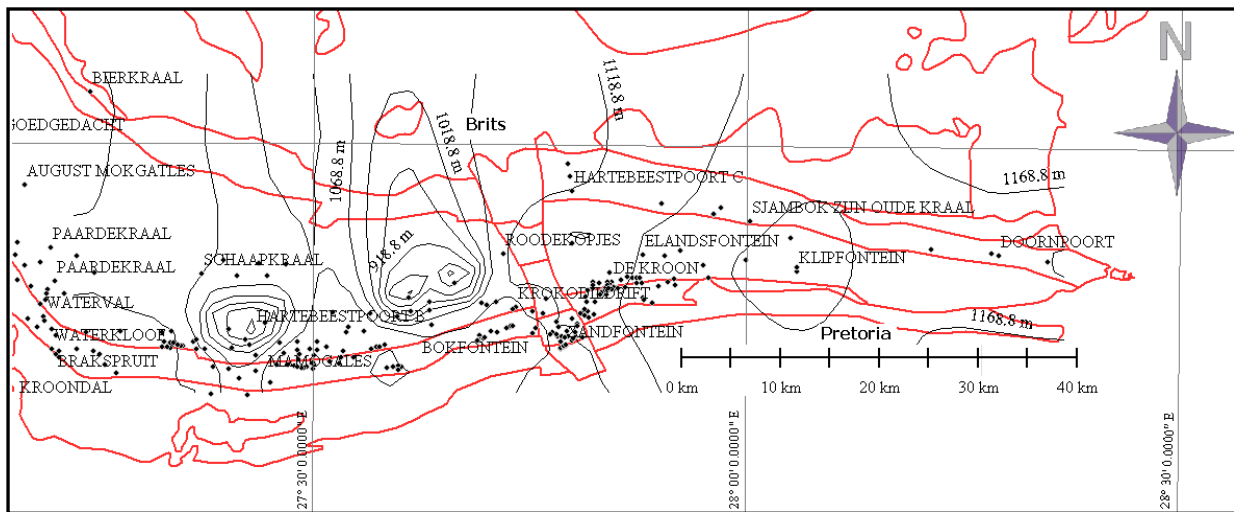 N
BIERKRAAL
1118.8 m
GOEDGEDACHT
Brits
1018.8 m
1068.8 m
AUGUST MOKGATLES
HARTEBEESTPOORT C
1168.8 m
SJAMBOK ZIJN OUDE KRAAL
PAARDEKRAAL
ROODEKOPJES
ELANDSFONTEIN
DOORNPOORT
918.8 m
SCHAAPKRAAL
KLIPFONTEIN
PAARDEKRAAL
DE KROON
WATERVAL
KROKODILDRIFT
HARTEBEESTPOORT B
1168.8 m
WATERKLOOF
ZANDFONTEIN
Pretoria
BOKFONTEIN
BRAKSPRUIT
MAMOGALES
KROONDAL
0 km 10 km 20 km 30 km 40 km
27° 30' 0.0000" E
28° 00' 0.0000" E
28° 30' 0.0000" E